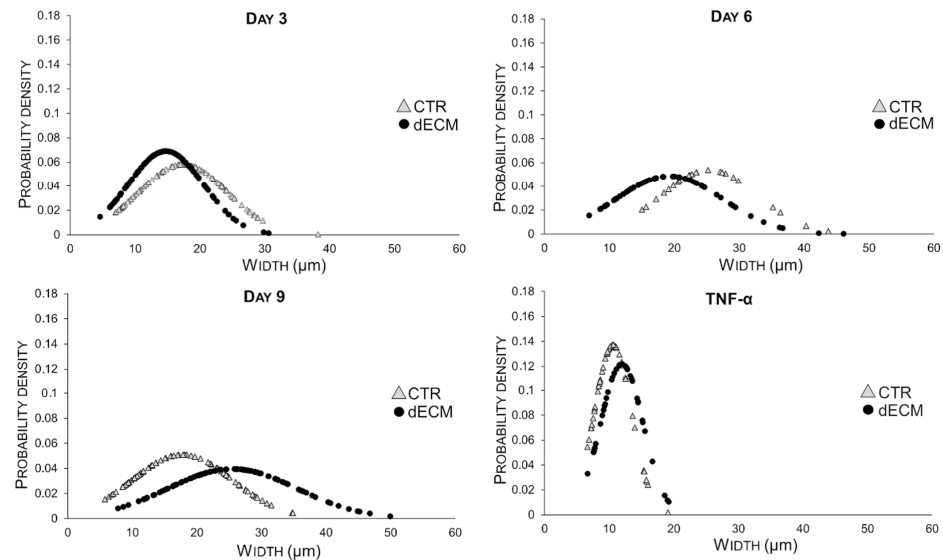 DAY 3
0.18
0.16
0.14
0.12
0.1
0.08
0.06
0.04
0.02
0
0 10 20 30 40 50 60
PROBABILITY DENSITY
WIDTH (µm)
CTR
dECM
DAY 6
0.18
0.16
0.14
0.12
0.1
0.08
0.06
0.04
0.02
0
0 10 20 30 40 50 60
PROBABILITY DENSITY
WIDTH (µm)
CTR
dECM
DAY 9
0.18
0.16
0.14
0.12
0.1
0.08
0.06
0.04
0.02
0
0 10 20 30 40 50 60
PROBABILITY DENSITY
WIDTH (µm)
CTR
dECM
TNF-α
0.18
0.16
0.14
0.12
0.1
0.08
0.06
0.04
0.02
0
0 10 20 30 40 50 60
PROBABILITY DENSITY
WIDTH (µm)
CTR
dECM